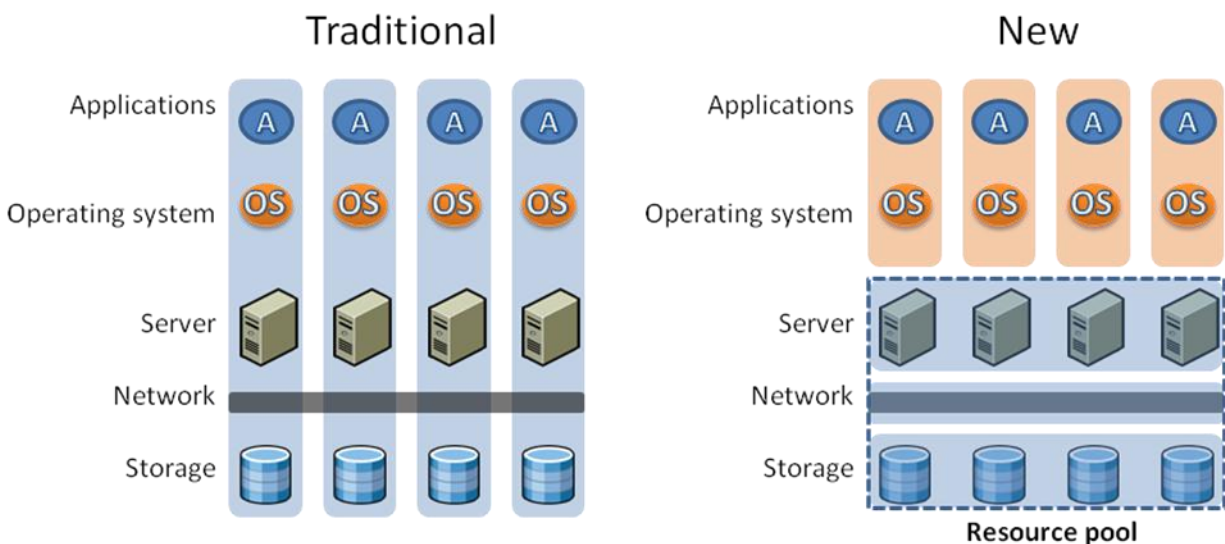 Traditional
New
Applications
A A A A
Applications
A A A A
Operating system
OS OS OS OS
Operating system
OS OS OS OS
Server
Server
Network
Network
Storage
Storage
Resource pool